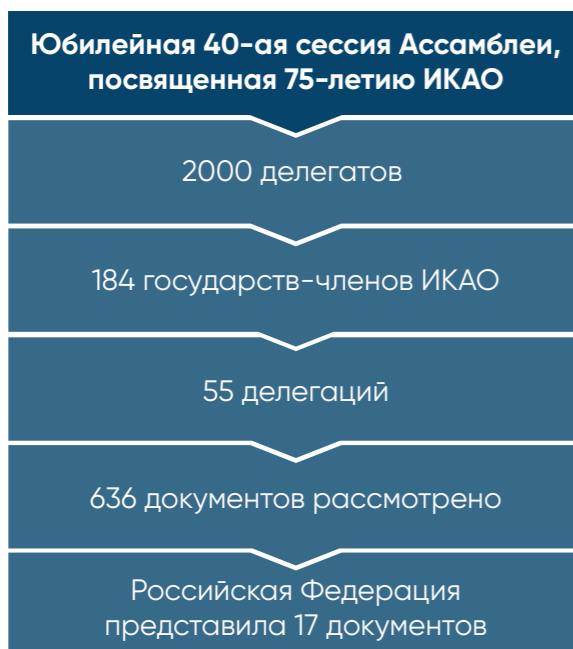 Юбилейная 40-ая сессия Ассамблеи,
посвященная 75-летию ИКАО
2000 делегатов
184 государств-членов ИКАО
55 делегаций
636 документов рассмотрено
Российская Федерация
представила 17 документов